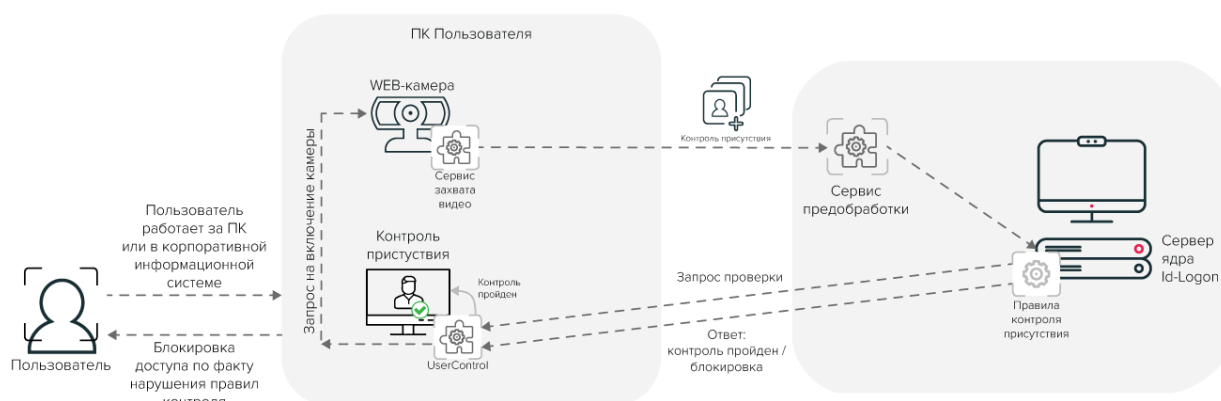 ПК Пользователя
WEB-камера
Сервис
захвата
видео
Запрос на включение камеры
Контроль присутствия
Сервис
предобработки
Пользователь
работает за ПК
или в корпоративной
информационной
системе
Контроль
пристуствия
Контроль
пройден
UserControl
Запрос проверки
Ответ:
контроль пройден /
блокировка
Сервер
ядра
Id-Logon
Правила
контроля
присутствия
Пользователь
Блокировка
доступа по факту
нарушения правил
контроля